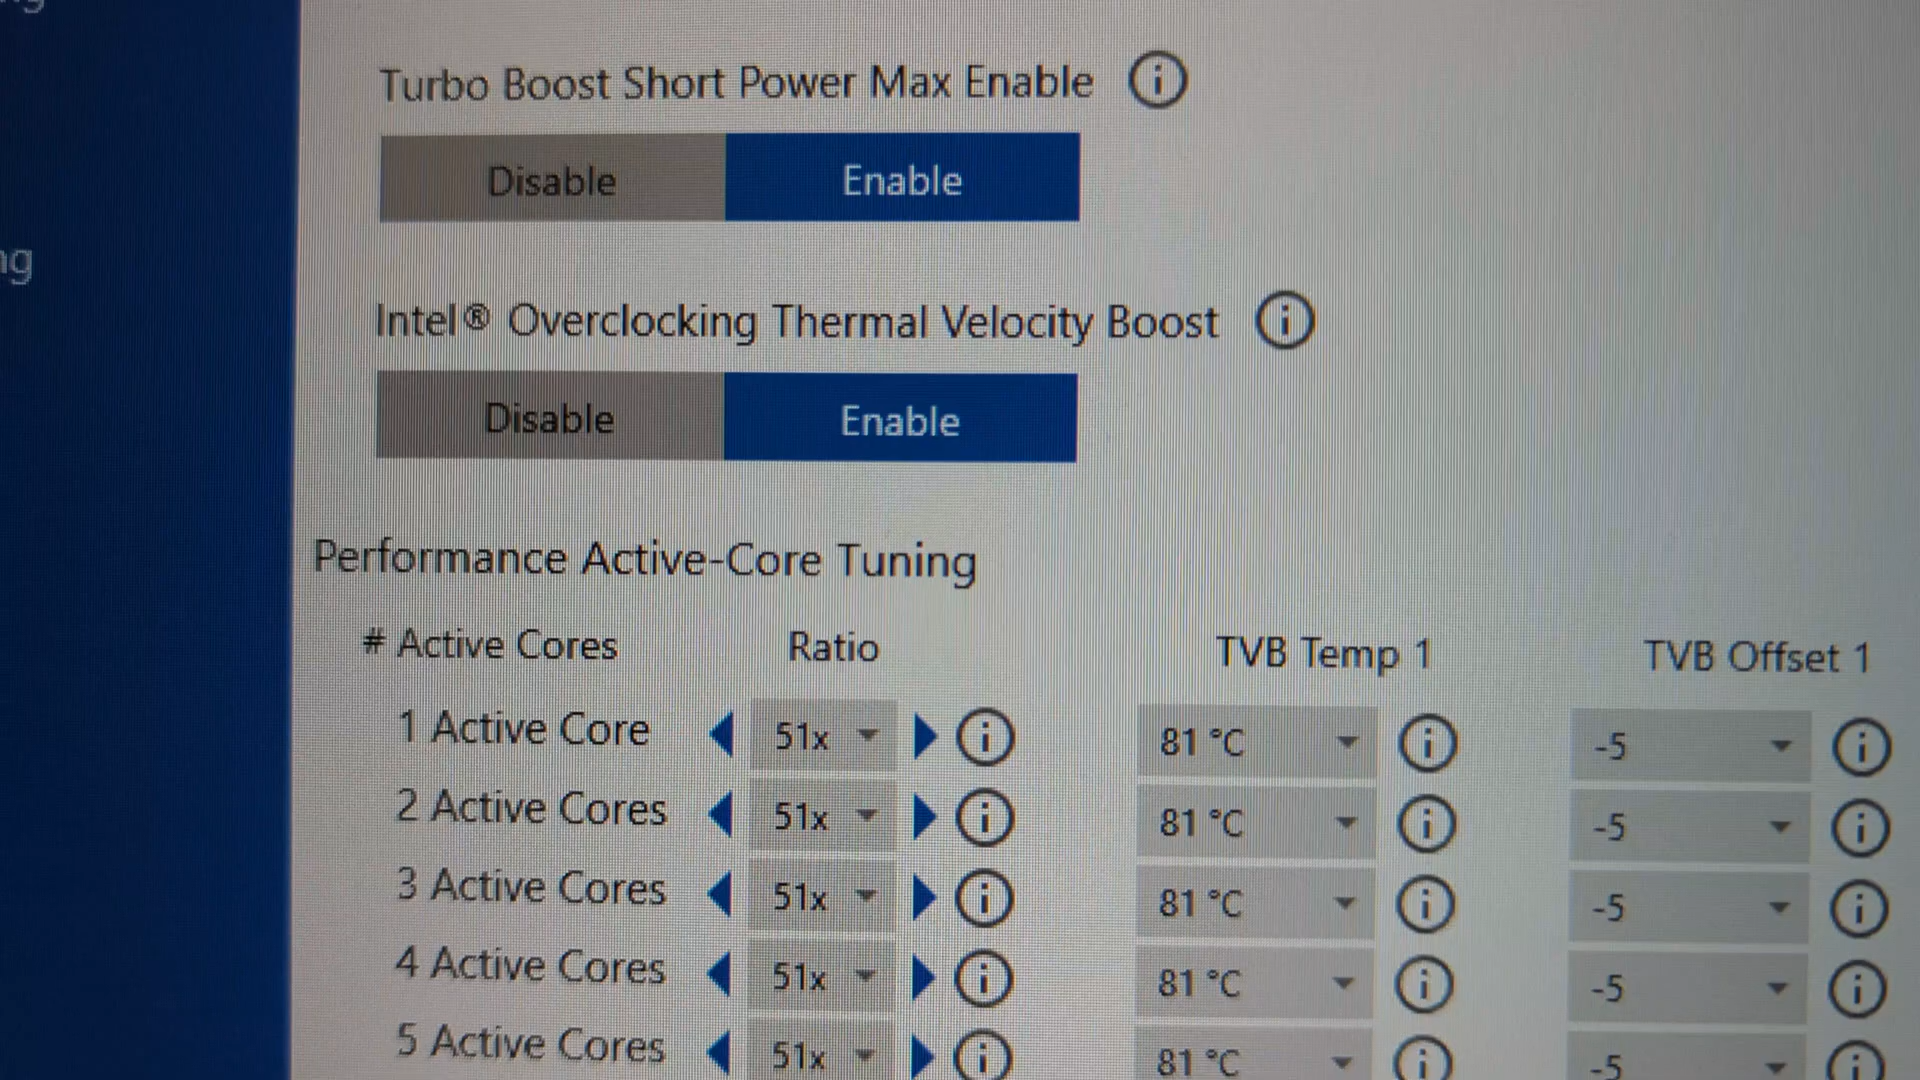 Turbo Boost Short Power Max Enable
Disable Enable
ng
Intel® Overclocking Thermal Velocity Boost
Disable Enable
Performance Active-Core Tuning
# Active Cores Ratio TVB Temp 1 TVB Offset 1
1 Active Core 51x 81 °C -5
2 Active Cores 51x 81 °C -5
3 Active Cores 51x 81 °C -5
4 Active Cores 51x 81 °C -5
5 Active Cores 51x 81 °C -5